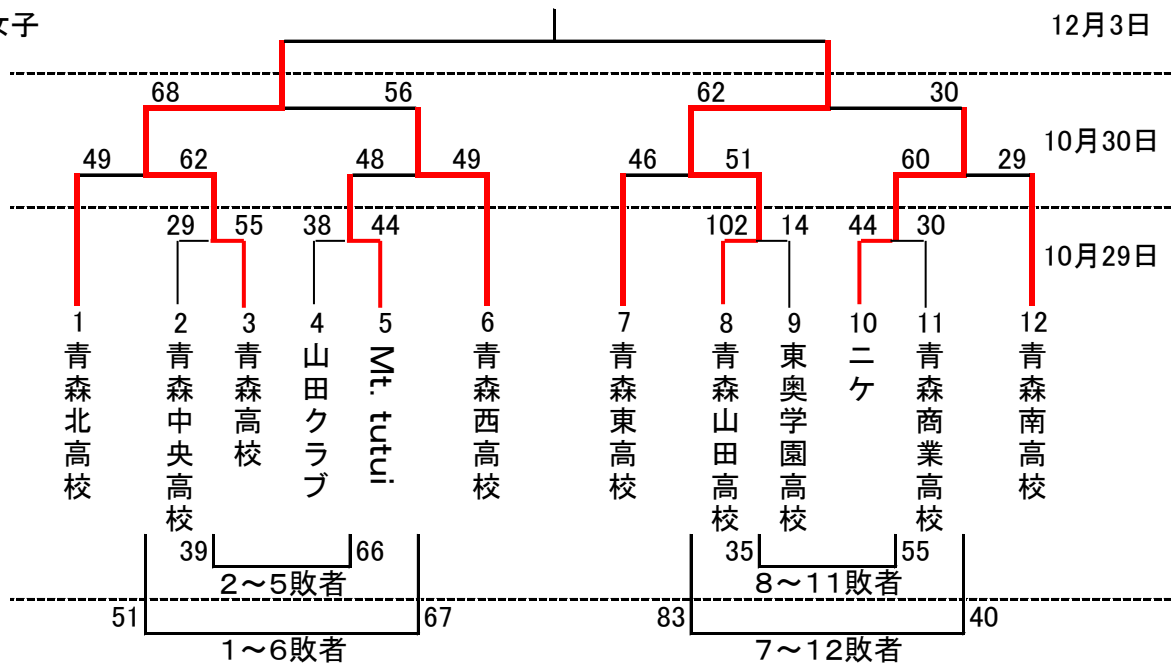 女子
12月3日
68 56 62 30
10月30日
49 62 48 49 46 51 60 29
29 55 38 44 102 14 44 30
10月29日
1 2 3 4 5 6 7 8 9 10 11 12
青森北高校
青森中央高校
青森高校
山田クラブ
Mt. tutui
青森西高校
青森東高校
青森山田高校
東奥学園高校
ニケ
青森商業高校
青森南高校
39 66 35 55
2～5敗者 8～11敗者
51 67 83 40
1～6敗者 7～12敗者